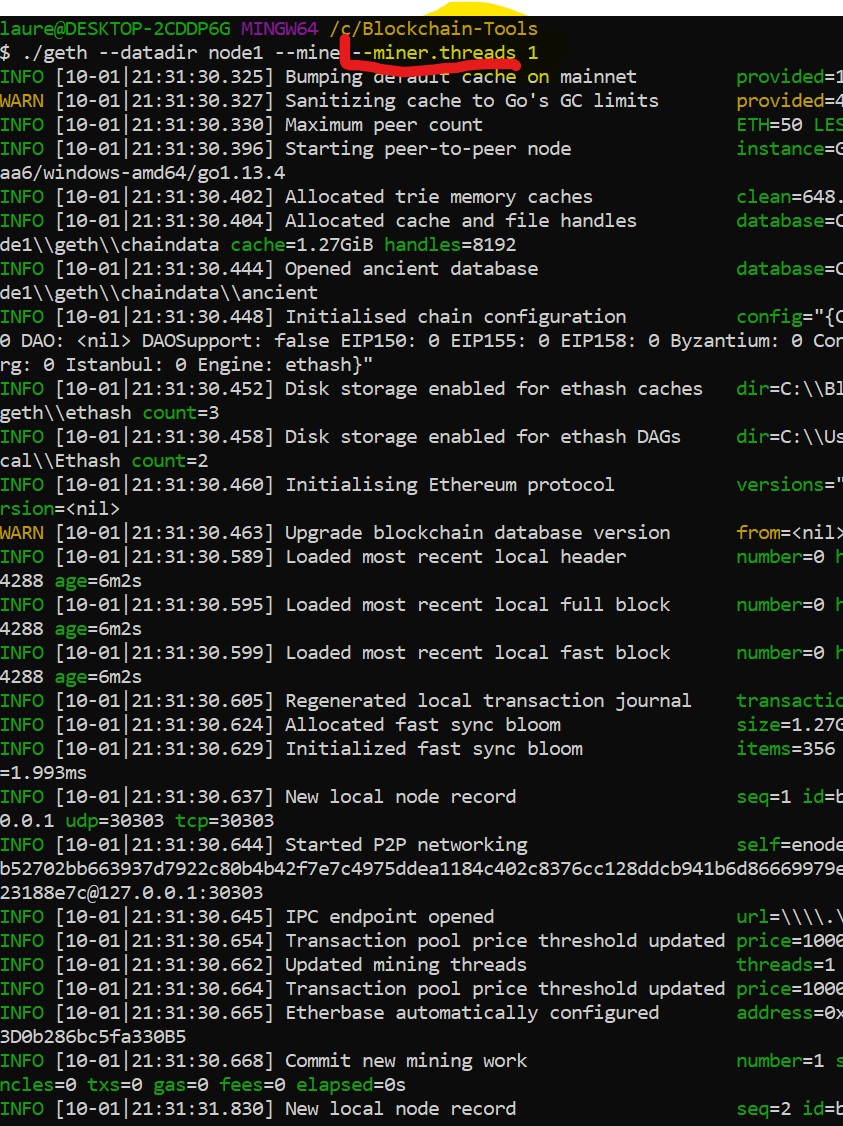 laure@DESKTOP-2CDDP6G MINGW64 /c/Blockchain-Tools
$ ./geth --datadir node1 --mine --miner.threads 1
INFO [10-01|21:31:30.325] Bumping default cache on mainnet provided=1
WARN [10-01|21:31:30.327] Sanitizing cache to Go's GC limits provided=4
INFO [10-01|21:31:30.330] Maximum peer count ETH=50 LES
INFO [10-01|21:31:30.396] Starting peer-to-peer node instance=G
aa6/windows-amd64/go1.13.4
INFO [10-01|21:31:30.402] Allocated trie memory caches clean=648.
INFO [10-01|21:31:30.404] Allocated cache and file handles database=C
de1\\geth\\chaindata cache=1.27GiB handles=8192
INFO [10-01|21:31:30.444] Opened ancient database database=C
de1\\geth\\chaindata\\ancient
INFO [10-01|21:31:30.448] Initialised chain configuration config="{C
0 DAO: <nil> DAOSupport: false EIP150: 0 EIP155: 0 EIP158: 0 Byzantium: 0 Con
rg: 0 Istanbul: 0 Engine: ethash}"
INFO [10-01|21:31:30.452] Disk storage enabled for ethash caches dir=C:\\Bl
geth\\ethash count=3
INFO [10-01|21:31:30.458] Disk storage enabled for ethash DAGs dir=C:\\Us
cal\\Ethash count=2
INFO [10-01|21:31:30.460] Initialising Ethereum protocol versions="
rsion=<nil>
WARN [10-01|21:31:30.463] Upgrade blockchain database version from=<nil>
INFO [10-01|21:31:30.589] Loaded most recent local header number=0 h
4288 age=6m2s
INFO [10-01|21:31:30.595] Loaded most recent local full block number=0 h
4288 age=6m2s
INFO [10-01|21:31:30.599] Loaded most recent local fast block number=0 h
4288 age=6m2s
INFO [10-01|21:31:30.605] Regenerated local transaction journal transactio
INFO [10-01|21:31:30.624] Allocated fast sync bloom size=1.27G
INFO [10-01|21:31:30.629] Initialized fast sync bloom items=356
=1.993ms
INFO [10-01|21:31:30.637] New local node record seq=1 id=b
0.0.1 udp=30303 tcp=30303
INFO [10-01|21:31:30.644] Started P2P networking self=enode
b52702bb663937d7922c80b4b42f7e7c4975ddea1184c402c8376cc128ddcb941b6d86669979e
23188e7c@127.0.0.1:30303
INFO [10-01|21:31:30.645] IPC endpoint opened url=\\\\.\
INFO [10-01|21:31:30.654] Transaction pool price threshold updated price=1000
INFO [10-01|21:31:30.662] Updated mining threads threads=1
INFO [10-01|21:31:30.664] Transaction pool price threshold updated price=1000
INFO [10-01|21:31:30.665] Etherbase automatically configured address=0x
3D0b286bc5fa330B5
INFO [10-01|21:31:30.668] Commit new mining work number=1 s
ncles=0 txs=0 gas=0 fees=0 elapsed=0s
INFO [10-01|21:31:31.830] New local node record seq=2 id=b